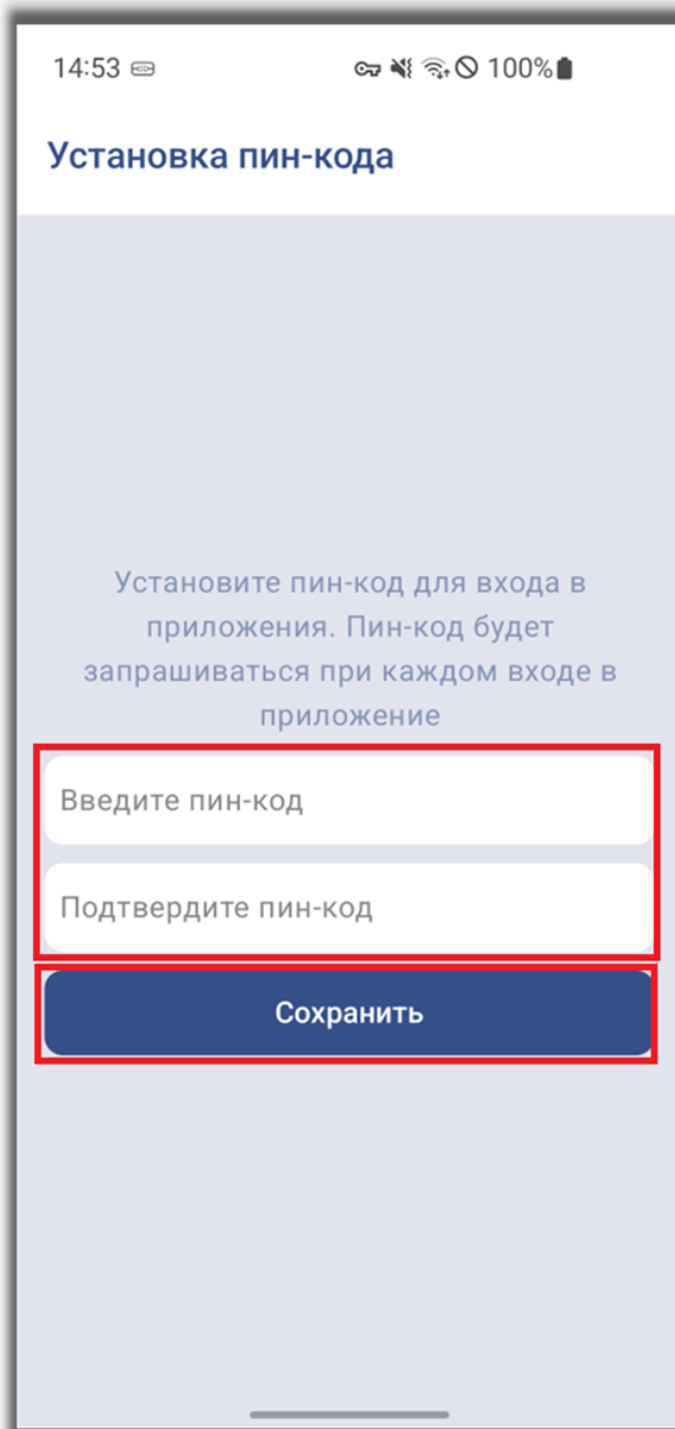 14:53
100%
Установка пин-кода
Установите пин-код для входа в
приложения. Пин-код будет
запрашиваться при каждом входе в
приложение
Введите пин-код
Подтвердите пин-код
Сохранить